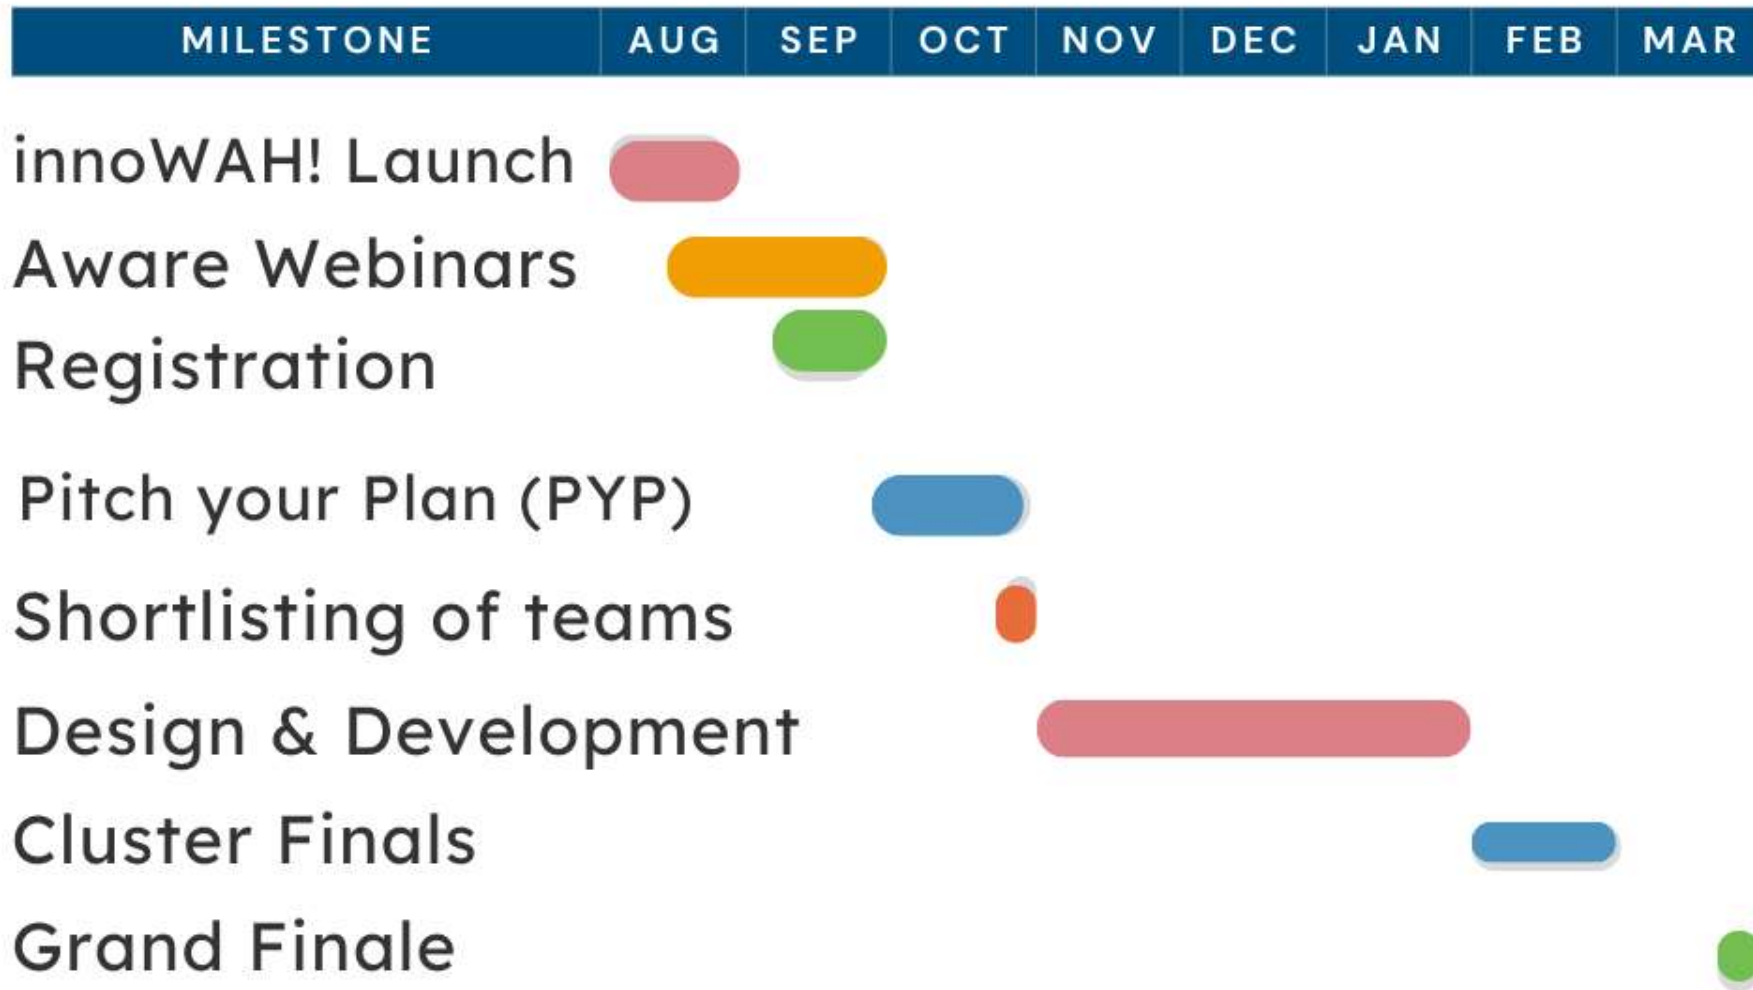 MILESTONE AUG SEP OCT NOV DEC JAN FEB MAR
innoWAH! Launch
Aware Webinars
Registration
Pitch your Plan (PYP)
Shortlisting of teams
Design & Development
Cluster Finals
Grand Finale